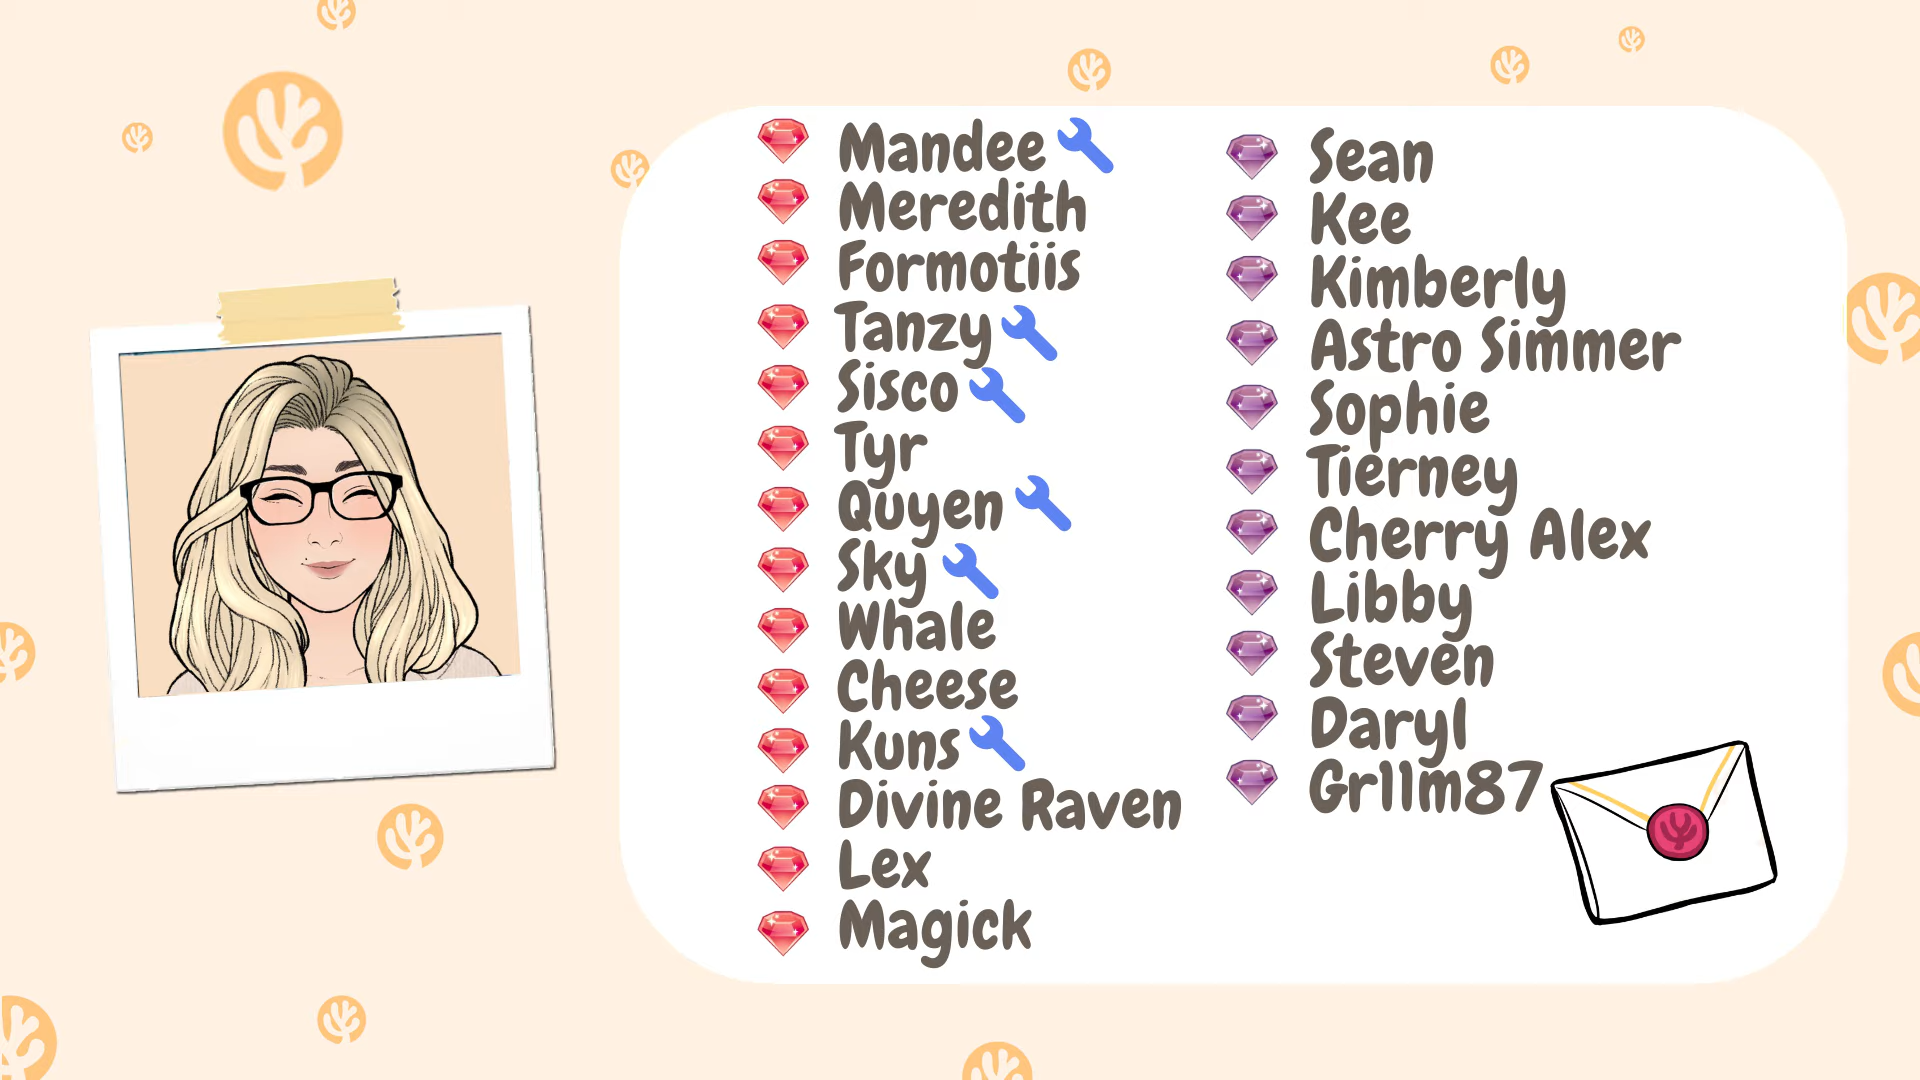 Mandee
Meredith
Formotiis
Tanzy
Sisco
Tyr
Quyen
Sky
Whale
Cheese
Kuns
Divine Raven
Lex
Magick
Sean
Kee
Kimberly
Astro Simmer
Sophie
Tierney
Cherry Alex
Libby
Steven
Daryl
Gr11m87